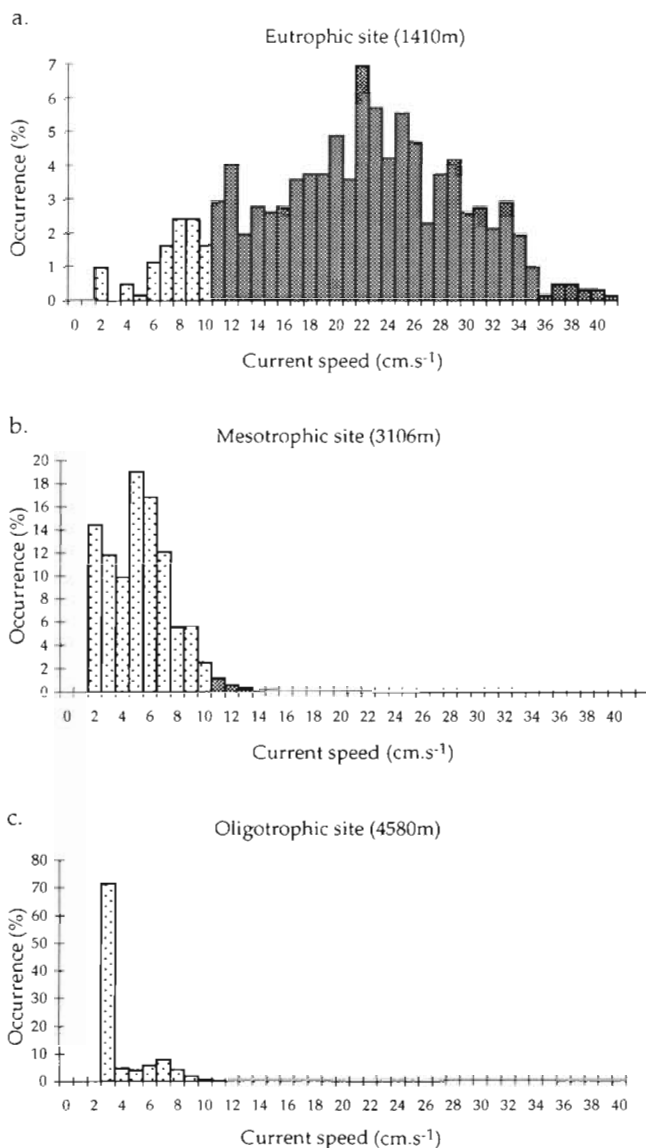 a.
Eutrophic site (1410m)
Occurrence (%)
7
6
5
4
3
2
1
0
0 2 4 6 8 10 12 14 16 18 20 22 24 26 28 30 32 34 36 38 40
Current speed (cm.s⁻¹)
b.
Mesotrophic site (3106m)
Occurrence (%)
20
18
16
14
12
10
8
6
4
2
0
0 2 4 6 8 10 12 14 16 18 20 22 24 26 28 30 32 34 36 38 40
Current speed (cm.s⁻¹)
c.
Oligotrophic site (4580m)
Occurrence (%)
80
70
60
50
40
30
20
10
0
0 2 4 6 8 10 12 14 16 18 20 22 24 26 28 30 32 34 36 38 40
Current speed (cm.s⁻¹)